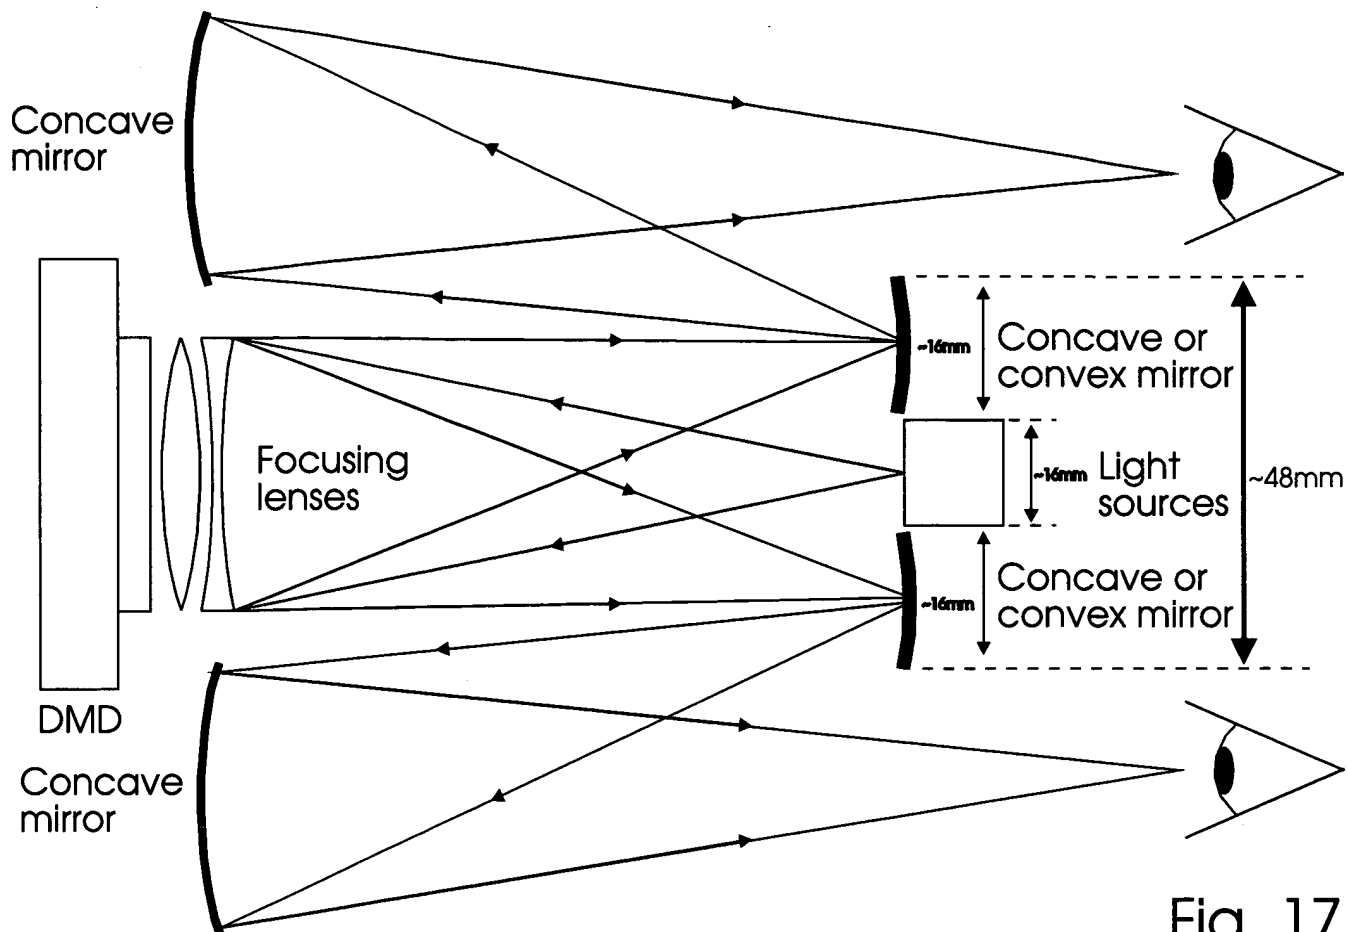 Concave
mirror
~16mm
Concave or
convex mirror
Focusing
lenses
~16mm
Light
sources
~48mm
~16mm
Concave or
convex mirror
DMD
Concave
mirror
Fig. 17